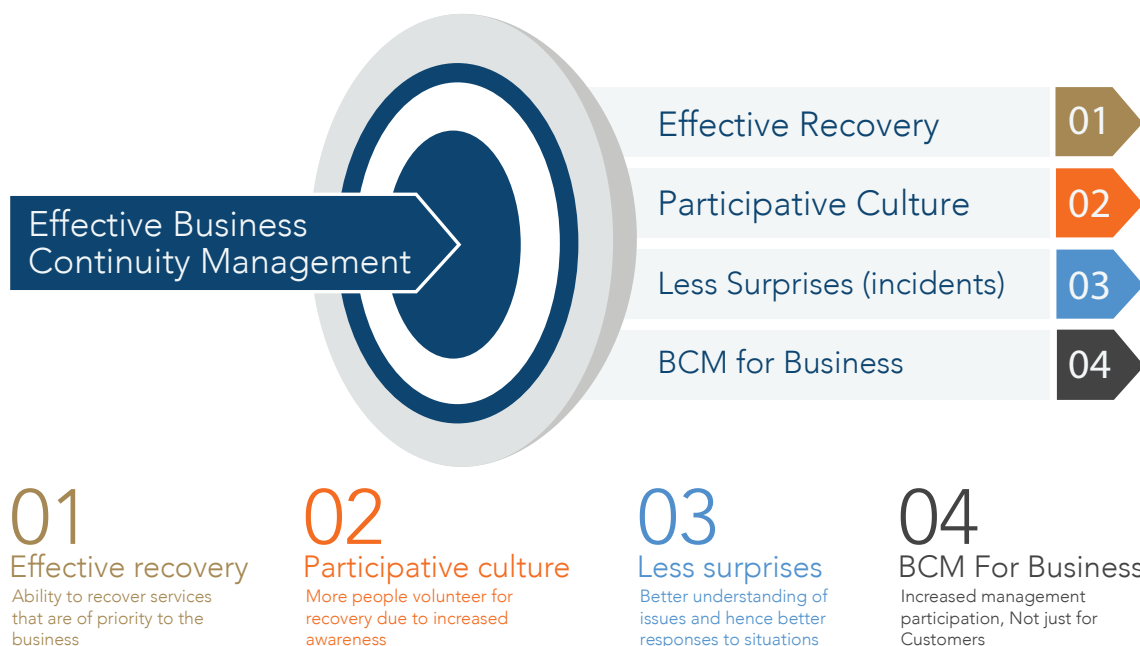 Effective Business
Continuity Management
Effective Recovery
01
Participative Culture
02
Less Surprises (incidents)
03
BCM for Business
04
01
Effective recovery
Ability to recover services
that are of priority to the
business
02
Participative culture
More people volunteer for
recovery due to increased
awareness
03
Less surprises
Better understanding of
issues and hence better
responses to situations
04
BCM For Business
Increased management
participation, Not just for
Customers